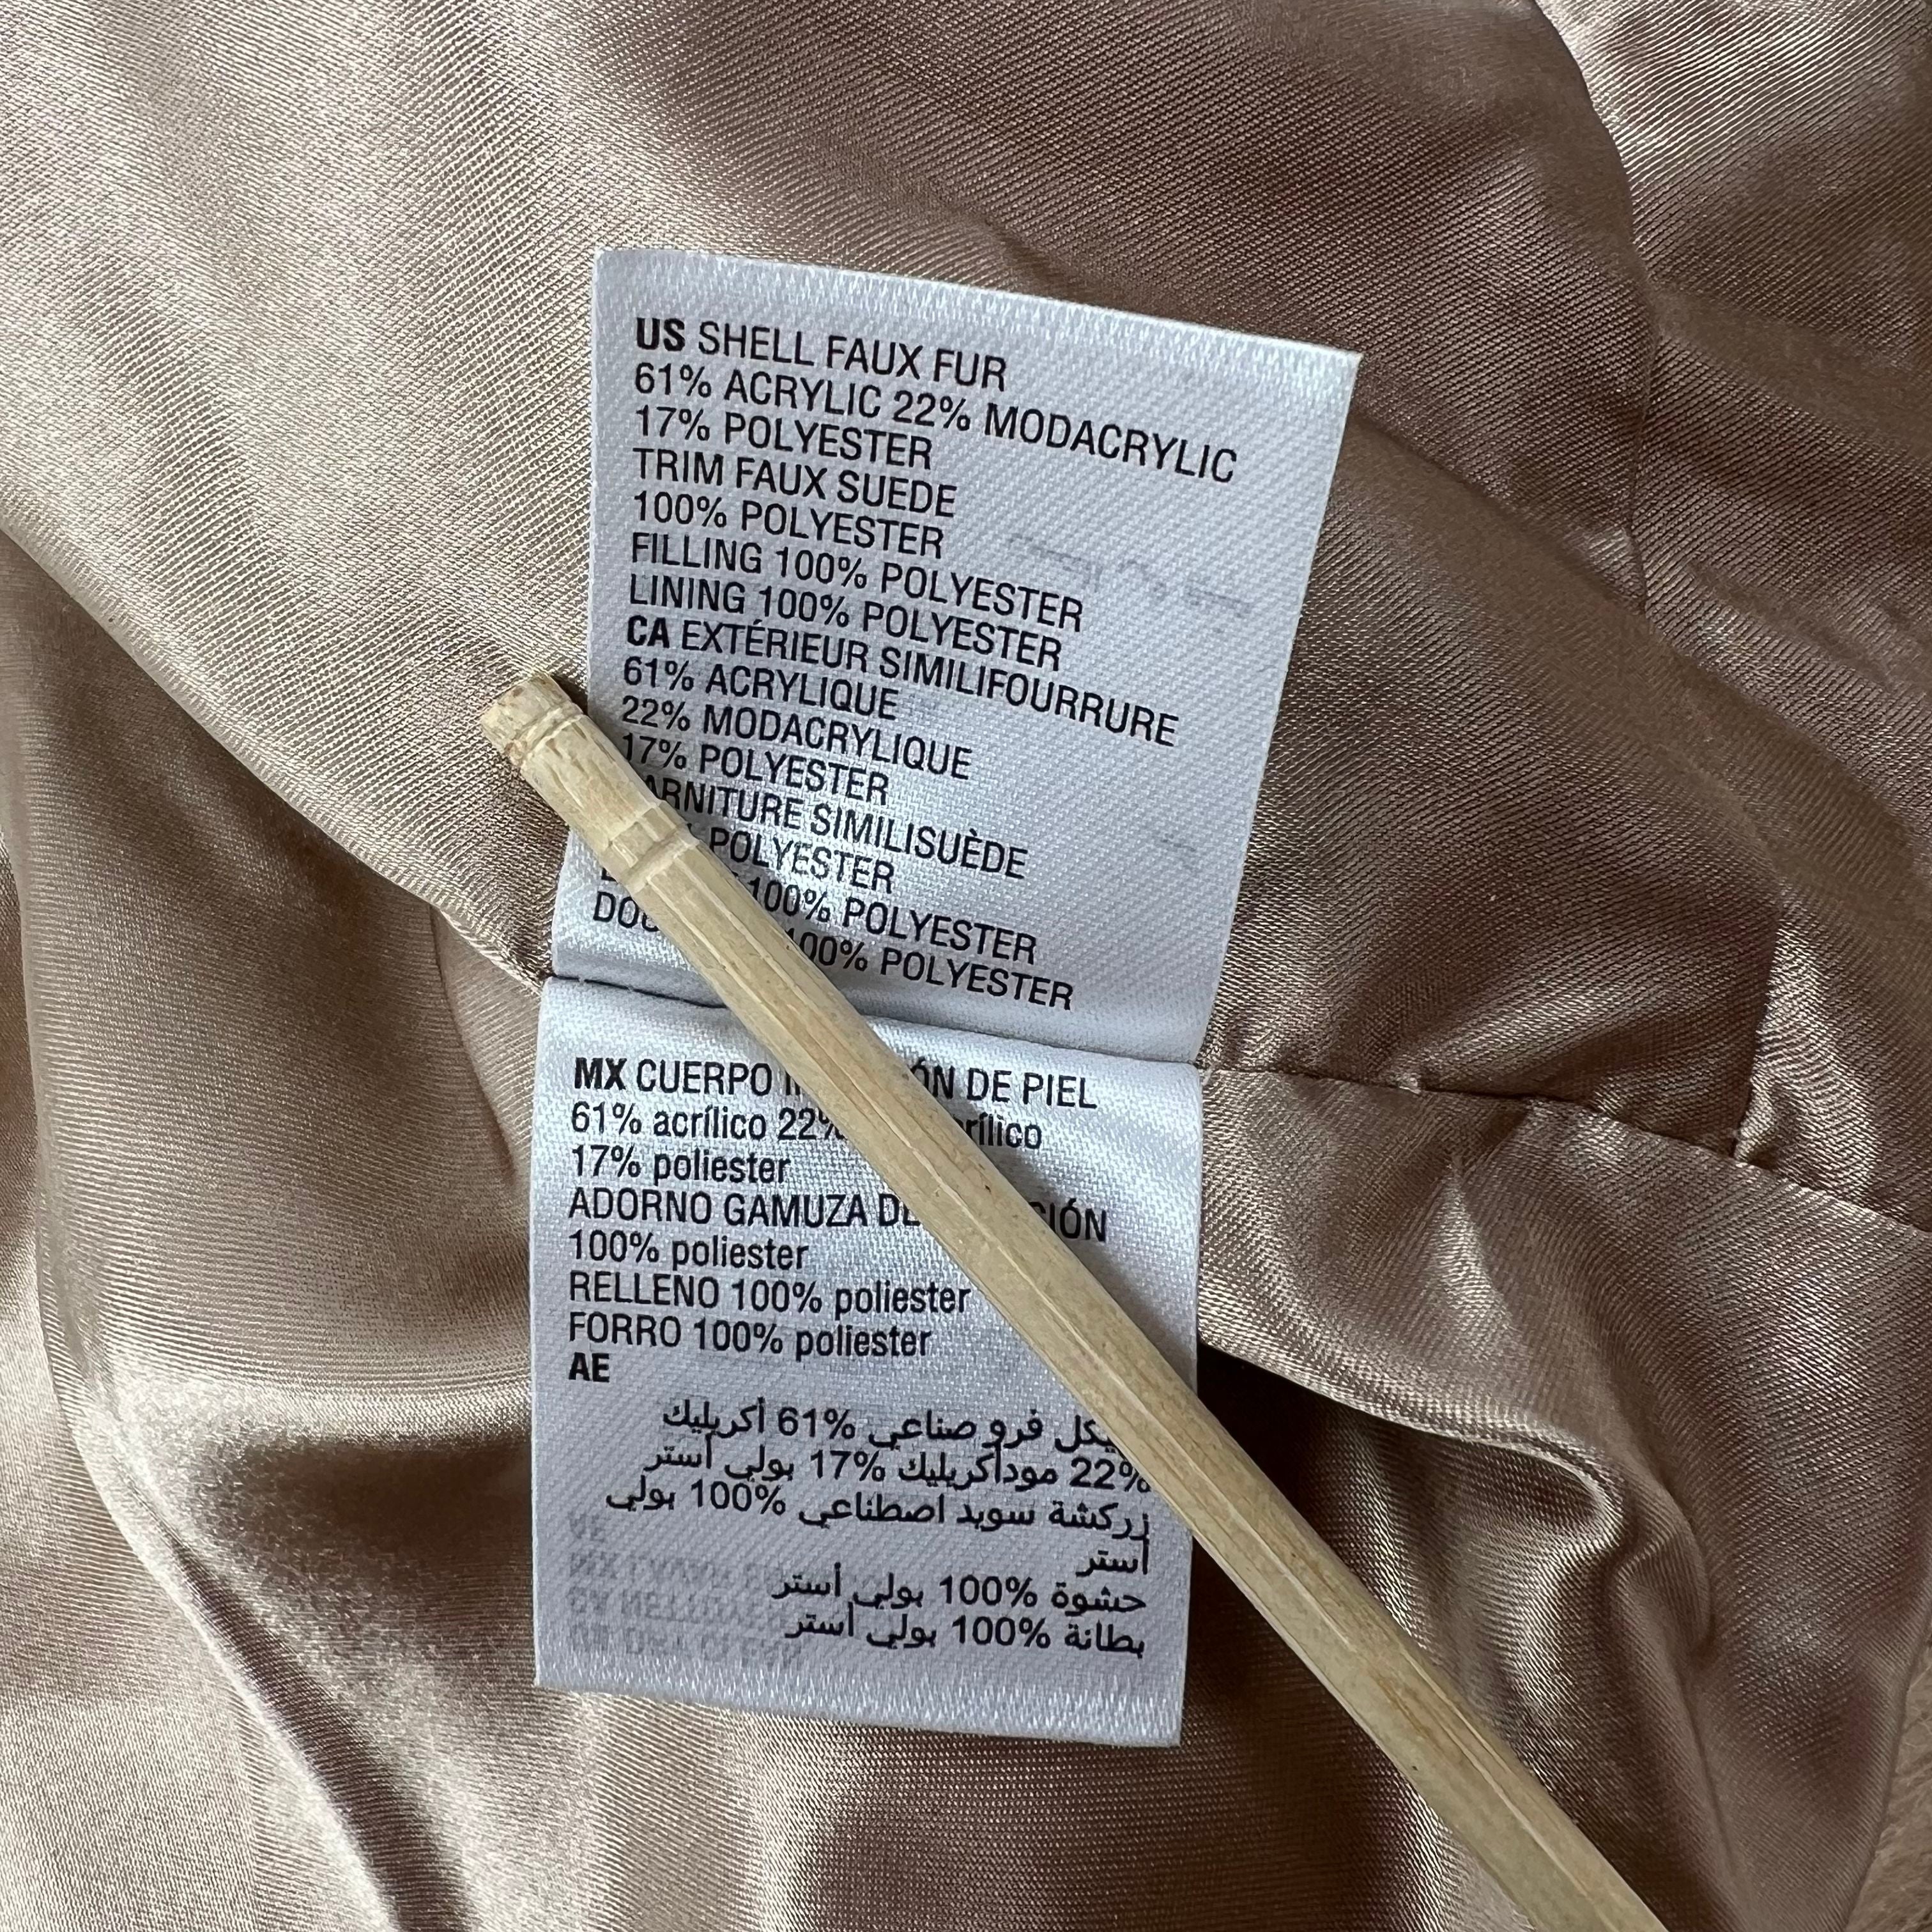 US SHELL FAUX FUR
61% ACRYLIC 22% MODACRYLIC
17% POLYESTER
TRIM FAUX SUEDE
100% POLYESTER
FILLING 100% POLYESTER
LINING 100% POLYESTER
CA EXTÉRIEUR SIMILIFOURRURE
61% ACRYLIQUE
22% MODACRYLIQUE
17% POLYESTER
SIMILISUÈDE
POLYESTER
100% POLYESTER
100% POLYESTER
MX CUERPO DE PIEL
61% acrílico 22%
17% poliester
ADORNO GAMUZA
100% poliester
RELLENO 100% poliester
FORRO 100% poliester
AE
فرو صناعي %61 أكريليك
%22 موداكريليك %17 بولي أستر
زركشة سويد اصطناعي %100 بولي
أستر
حشوة %100 بولي أستر
بطانة %100 بولي أستر